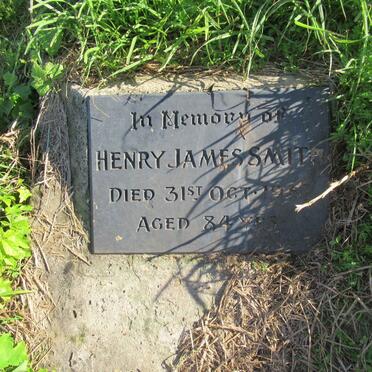 In Memory of
HENRY JAMES SMITH
DIED 31ST OCT.
AGED 84 YRS